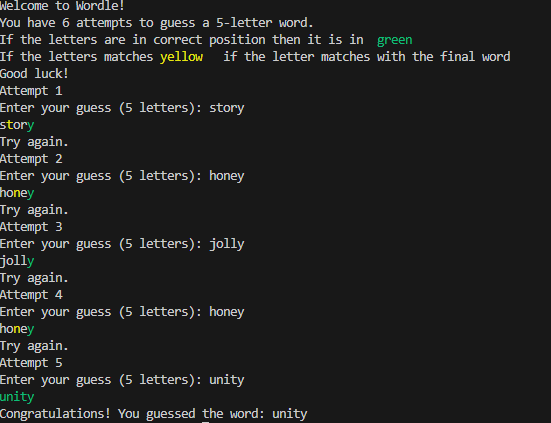 Welcome to Wordle!
You have 6 attempts to guess a 5-letter word.
If the letters are in correct position then it is in  green
If the letters matches yellow   if the letter matches with the final word
Good luck!
Attempt 1
Enter your guess (5 letters): story
story
Try again.
Attempt 2
Enter your guess (5 letters): honey
honey
Try again.
Attempt 3
Enter your guess (5 letters): jolly
jolly
Try again.
Attempt 4
Enter your guess (5 letters): honey
honey
Try again.
Attempt 5
Enter your guess (5 letters): unity
unity
Congratulations! You guessed the word: unity